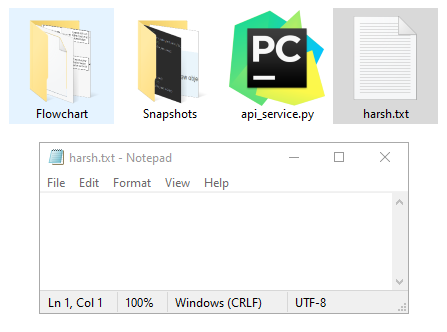 Flowchart
Snapshots
PC
api_service.py
harsh.txt
harsh.txt - Notepad
File Edit Format View Help
Ln 1, Col 1 100% Windows (CRLF) UTF-8